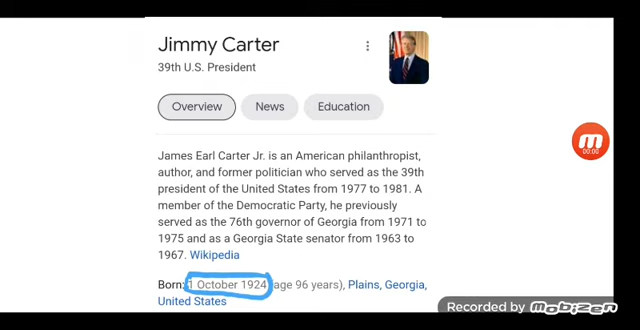 Jimmy Carter
39th U.S. President
Overview
News
Education
James Earl Carter Jr. is an American philanthropist,
author, and former politician who served as the 39th
president of the United States from 1977 to 1981. A
member of the Democratic Party, he previously
served as the 76th governor of Georgia from 1971 to
1975 and as a Georgia State senator from 1963 to
1967. Wikipedia
Born: 1 October 1924 (age 96 years), Plains, Georgia,
United States
00:00
Recorded by Mobizen